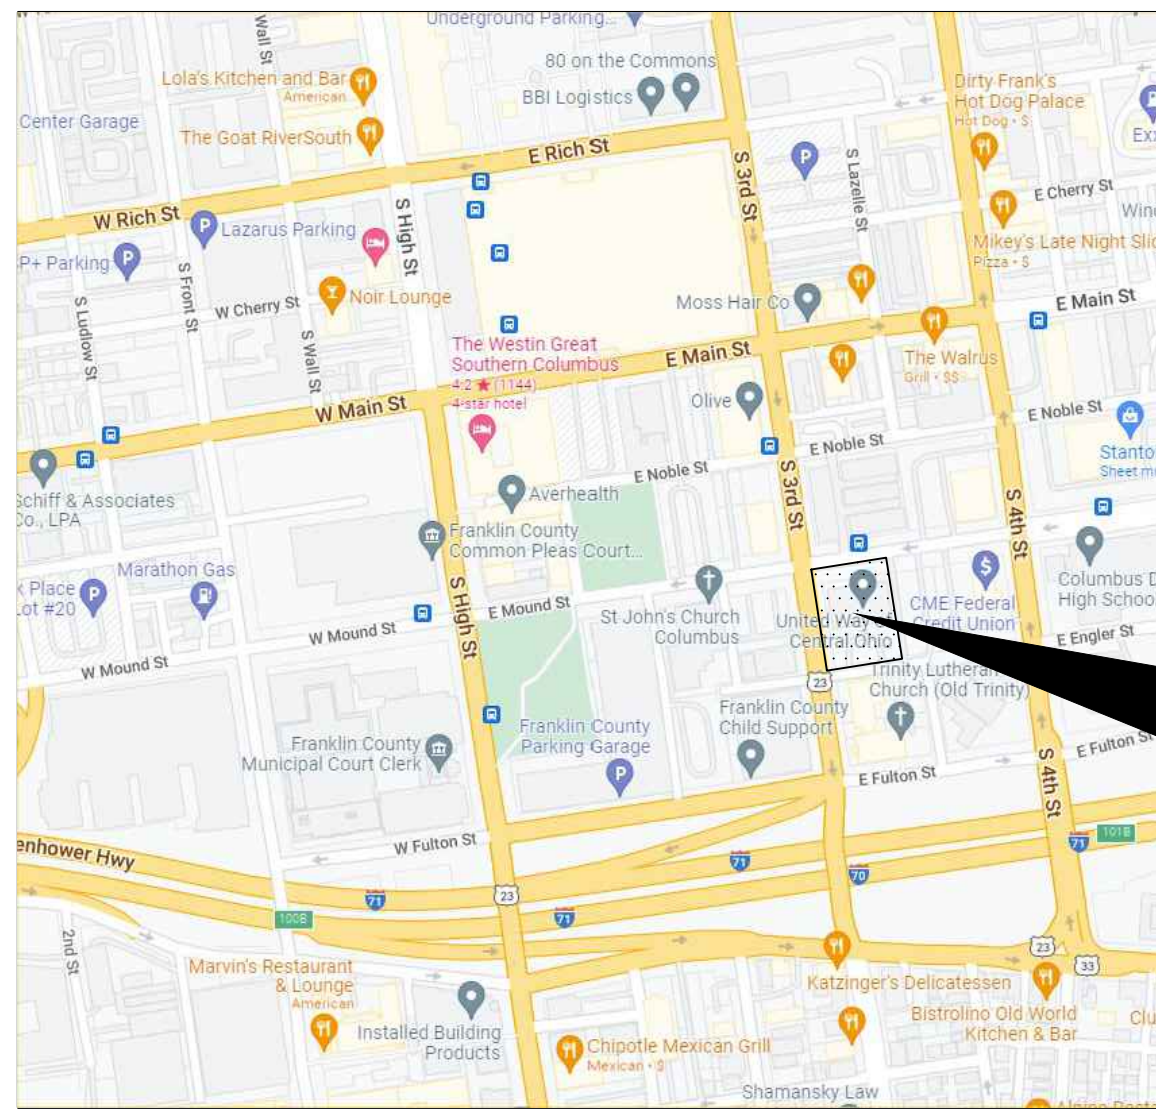 Underground Parking...
Wall St
80 on the Commons
Lola's Kitchen and Bar
American
BBI Logistics
Dirty Frank's
Hot Dog Palace
Hot Dog • $
Center Garage
The Goat RiverSouth
E Rich St
S 3rd St
S Lazelle St
E Cherry St
W Rich St
Lazarus Parking
S High St
P+ Parking
Mikey's Late Night Slic
Pizza • $
S Front St
Noir Lounge
Moss Hair Co
E Main St
S Ludlow St
W Cherry St
S Wall St
The Westin Great
Southern Columbus
4.2 ★ (1144)
4-star hotel
E Main St
The Walrus
Grill • $$
W Main St
Olive
E Noble St
E Noble St
E Noble St
Stanto
Sheet m
Schiff & Associates
Co., LPA
Averhealth
S 3rd St
S 4th St
Franklin County
Common Pleas Court...
Marathon Gas
k Place
Lot #20
S High St
E Mound St
St John's Church
Columbus
United Way of
Central Ohio
CME Federal
Credit Union
Columbus D
High Schoo
W Mound St
E Engler St
W Mound St
23
Trinity Lutheran
Church (Old Trinity)
Franklin County
Child Support
Franklin County
Parking Garage
Franklin County
Municipal Court Clerk
E Fulton St
E Fulton St
S 4th St
W Fulton St
enhower Hwy
101B
71
71
70
71
23
71
100B
2nd St
23
33
Marvin's Restaurant
& Lounge
American
Katzinger's Delicatessen
Bistrolino Old World
Kitchen & Bar
Installed Building
Products
Chipotle Mexican Grill
Mexican • $
Shamansky Law